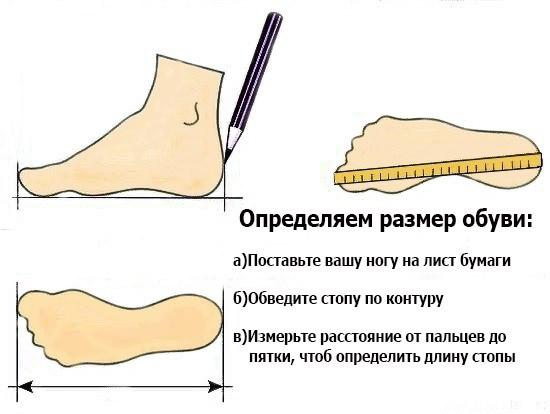 Определяем размер обуви:
а)Поставьте вашу ногу на лист бумаги
б)Обведите стопу по контуру
в)Измерьте расстояние от пальцев до
пятки, чтоб определить длину стопы